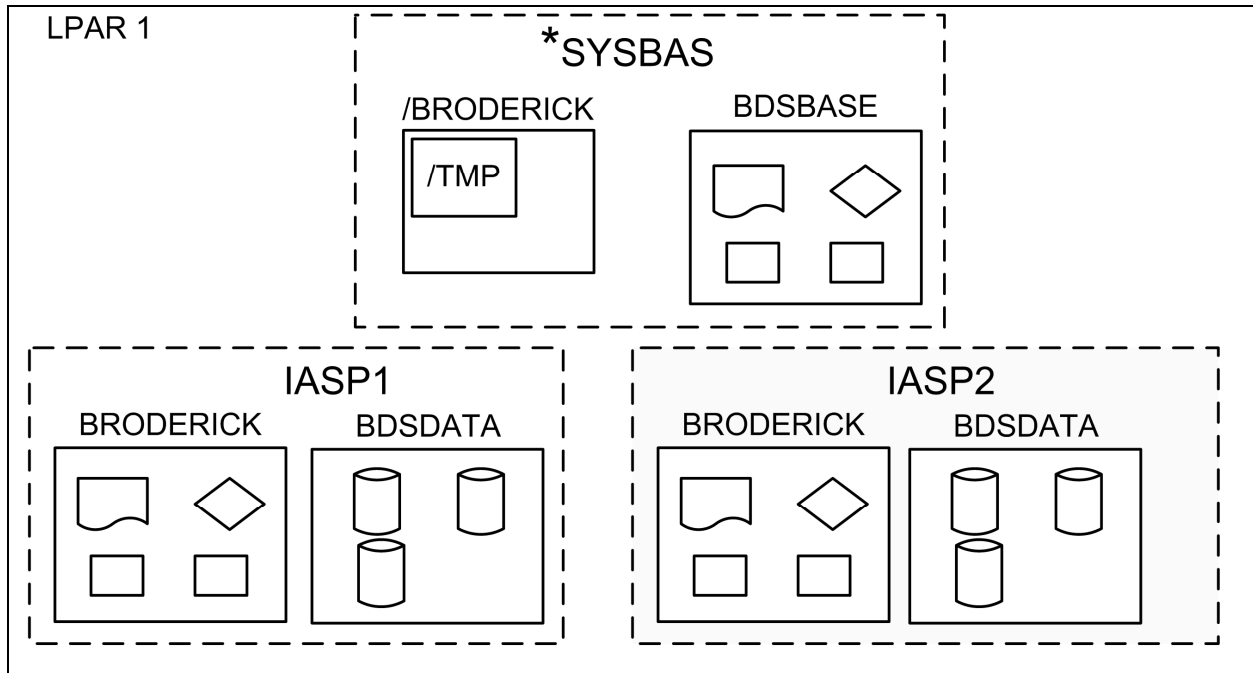 LPAR 1
*SYSBAS
/BRODERICK
BDSBASE
/TMP
IASP1
BRODERICK
BDSDATA
IASP2
BRODERICK
BDSDATA